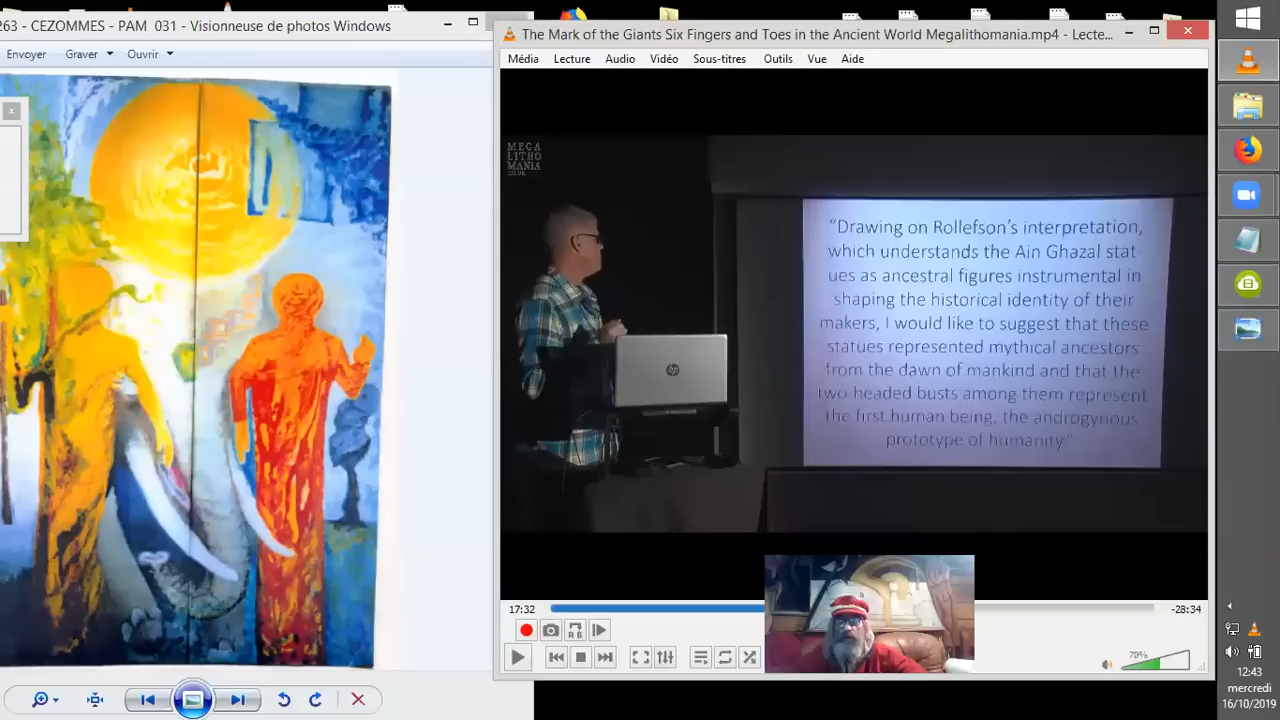 263 - CEZOMMES - PAM 031 - Visionneuse de photos Windows
Envoyer Graver Ouvrir
The Mark of the Giants Six Fingers and Toes in the Ancient World Megalithomania.mp4 - Lecte...
Média Lecture Audio Vidéo Sous-titres Outils Vue Aide
MEGA
LITHO
MANIA
.CO.UK
“Drawing on Rollefson’s interpretation,
which understands the Ain Ghazal stat-
ues as ancestral figures instrumental in
shaping the historical identity of their
makers, I would like to suggest that these
statues represented mythical ancestors
from the dawn of mankind and that the
two headed busts among them represent
the first human being, the androgynous
prototype of humanity.”
hp
17:32 -28:34
A B
70%
12:43
mercredi
16/10/2019